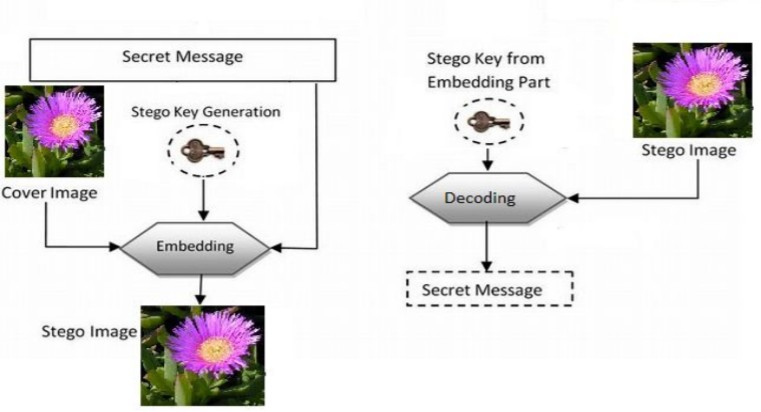 Secret Message
Stego Key Generation
Cover Image
Embedding
Stego Image
Stego Key from
Embedding Part
Stego Image
Decoding
Secret Message